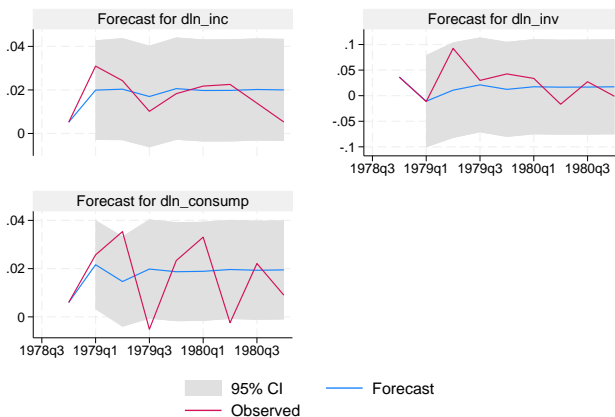 Forecast for dln_inc
.04
.02
0
Forecast for dln_inv
.1
.05
0
-.05
-.1
1978q3 1979q1 1979q3 1980q1 1980q3
Forecast for dln_consump
.04
.02
0
1978q3 1979q1 1979q3 1980q1 1980q3
95% CI Forecast
Observed